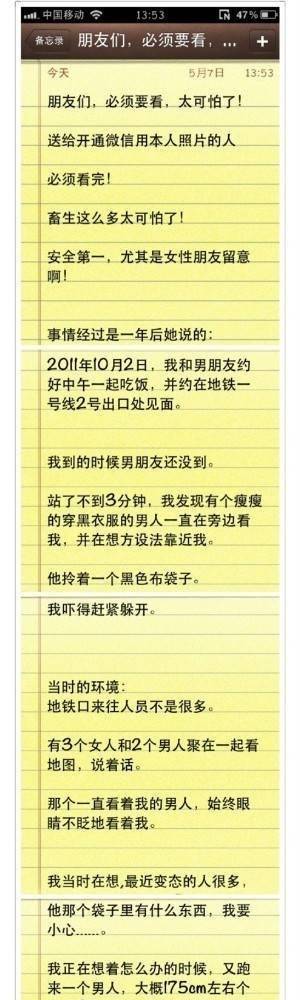 中国移动 13:53 47%
备忘录 朋友们，必须要看，... +
今天 5月7日 13:53
朋友们，必须要看，太可怕了！
送给开通微信用本人照片的人
必须看完！
畜生这么多太可怕了！
安全第一，尤其是女性朋友留意
啊！
事情经过是一年后她说的：
2011年10月2日，我和男朋友约
好中午一起吃饭，并约在地铁一
号线2号出口处见面。
我到的时候男朋友还没到。
站了不到3分钟，我发现有个瘦瘦
的穿黑衣服的男人一直在旁边看
我，并在想方设法靠近我。
他拎着一个黑色布袋子。
我吓得赶紧躲开。
当时的环境：
地铁口来往人员不是很多。
有3个女人和2个男人聚在一起看
地图，说着话。
那个一直看着我的男人，始终眼
睛不眨地看着我。
我当时在想,最近变态的人很多，
他那个袋子里有什么东西，我要
小心......。
我正在想着怎么办的时候，又跑
来一个男人，大概175cm左右个